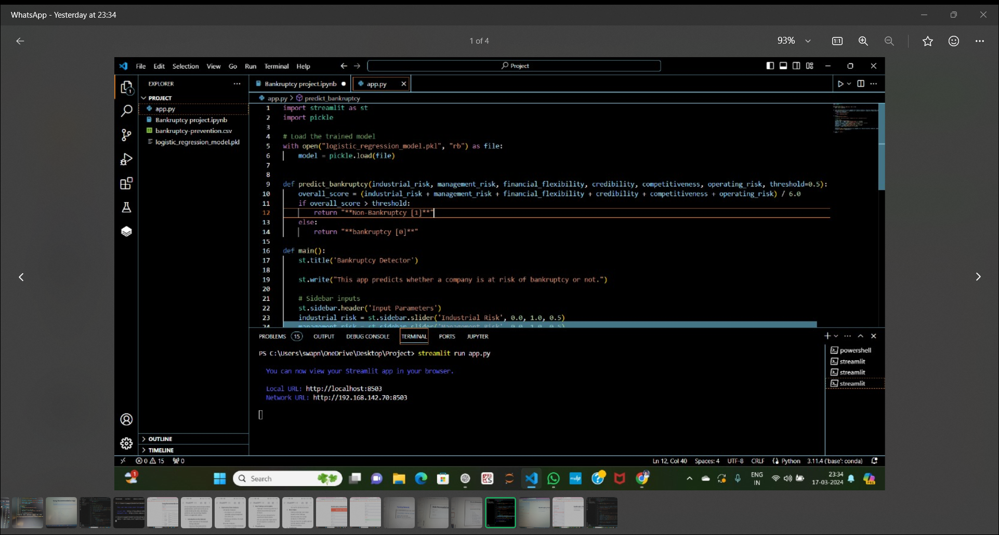 WhatsApp - Yesterday at 23:34
1 of 4
93%
File Edit Selection View Go Run Terminal Help
Project
EXPLORER
PROJECT
app.py
Bankruptcy project.ipynb
bankruptcy-prevention.csv
logistic_regression_model.pkl
OUTLINE
TIMELINE
Bankruptcy project.ipynb
app.py
app.py > predict_bankruptcy
1 import streamlit as st
2 import pickle
3
4 # Load the trained model
5 with open("logistic_regression_model.pkl", "rb") as file:
6 model = pickle.load(file)
7
8
9 def predict_bankruptcy(industrial_risk, management_risk, financial_flexibility, credibility, competitiveness, operating_risk, threshold=0.5):
10 overall_score = (industrial_risk + management_risk + financial_flexibility + credibility + competitiveness + operating_risk) / 6.0
11 if overall_score > threshold:
12 return "**Non-Bankruptcy [1]**"
13 else:
14 return "**bankruptcy [0]**"
15
16 def main():
17 st.title('Bankruptcy Detector')
18
19 st.write("This app predicts whether a company is at risk of bankruptcy or not.")
20
21 # Sidebar inputs
22 st.sidebar.header('Input Parameters')
23 industrial_risk = st.sidebar.slider('Industrial Risk', 0.0, 1.0, 0.5)
24 management_risk = st.sidebar.slider('Management Risk', 0.0, 1.0, 0.5)
PROBLEMS 15 OUTPUT DEBUG CONSOLE TERMINAL PORTS JUPYTER
PS C:\Users\swapn\OneDrive\Desktop\Project> streamlit run app.py
You can now view your Streamlit app in your browser.
Local URL: http://localhost:8503
Network URL: http://192.168.142.70:8503
powershell
streamlit
streamlit
streamlit
0 15 0
Ln 12, Col 40 Spaces: 4 UTF-8 CRLF Python 3.11.4 ('base': conda)
1
Search
ENG
IN
23:34
17-03-2024